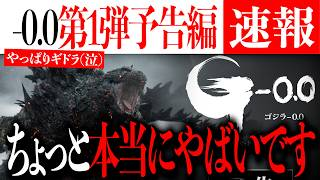 -0.0第1弾予告編 速報
やっぱりギドラ(泣)
-0.0
ゴジラ-0.0
ちょっと本当にやばいです